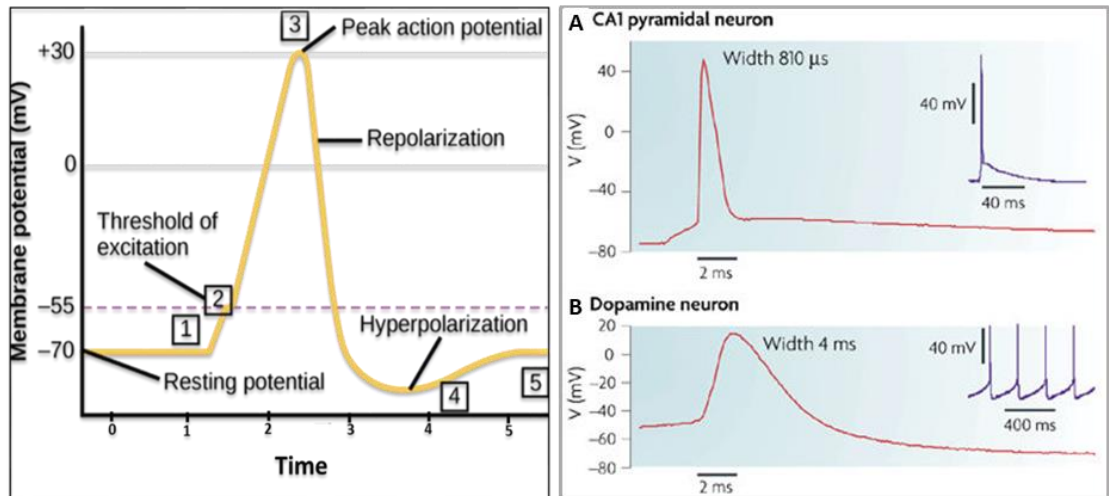 3
+30
Peak action potential
Membrane potential (mV)
Repolarization
0
Threshold of
excitation
2
−55
1
Hyperpolarization
−70
Resting potential
4
5
0 1 2 3 4 5
Time
A CA1 pyramidal neuron
Width 810 µs
V (mV)
40
0
−40
−80
2 ms
40 mV
40 ms
B Dopamine neuron
Width 4 ms
V (mV)
20
0
−20
−40
−60
−80
2 ms
40 mV
400 ms